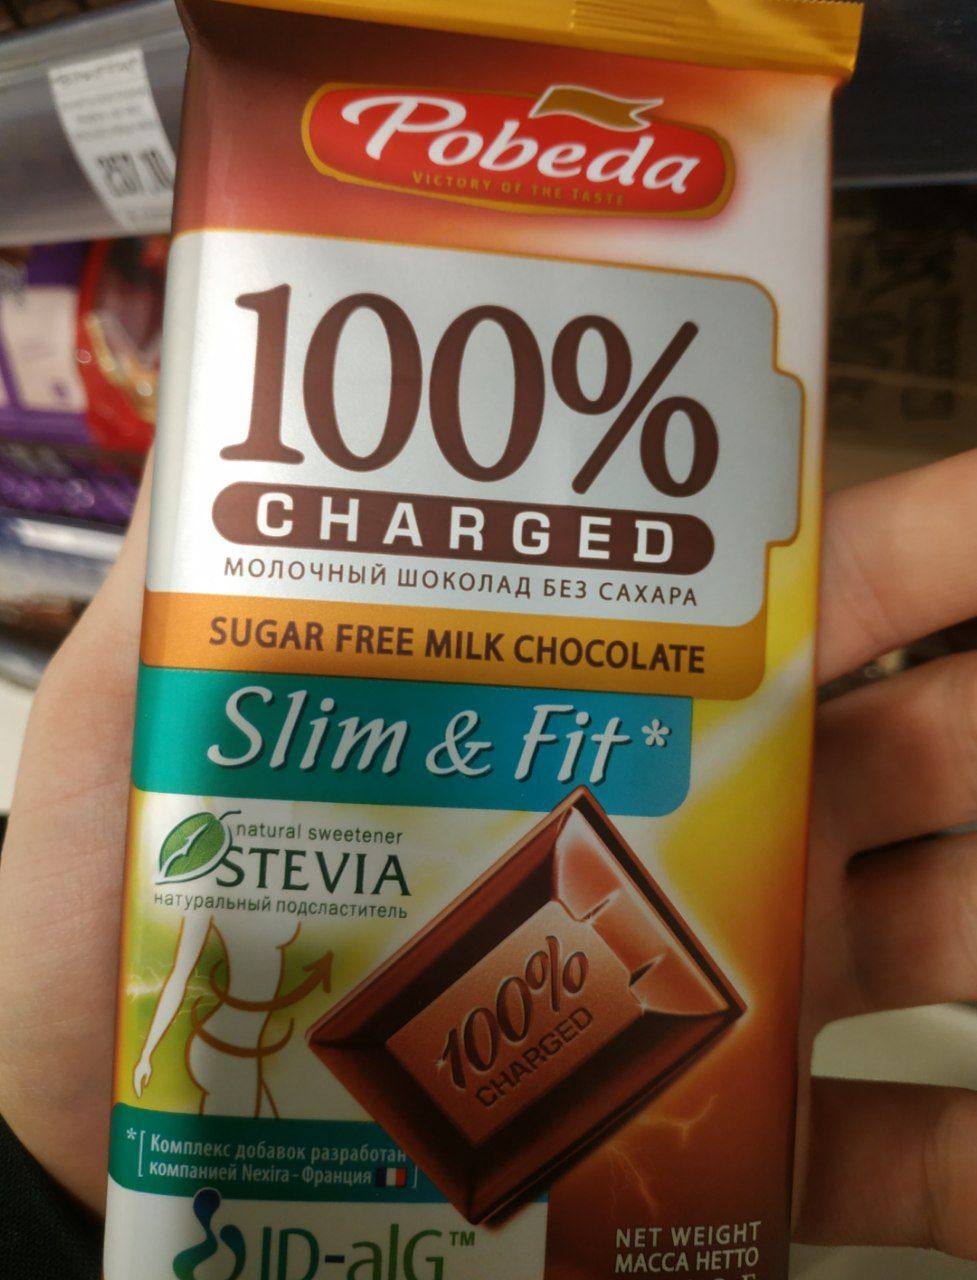 Pobeda
VICTORY OF THE TASTE
100%
CHARGED
МОЛОЧНЫЙ ШОКОЛАД БЕЗ САХАРА
SUGAR FREE MILK CHOCOLATE
Slim & Fit*
natural sweetener
STEVIA
натуральный подсластитель
100%
CHARGED
*[ Комплекс добавок разработан
компанией Nexira - Франция ]
ID-alG™
NET WEIGHT
МАССА НЕТТО